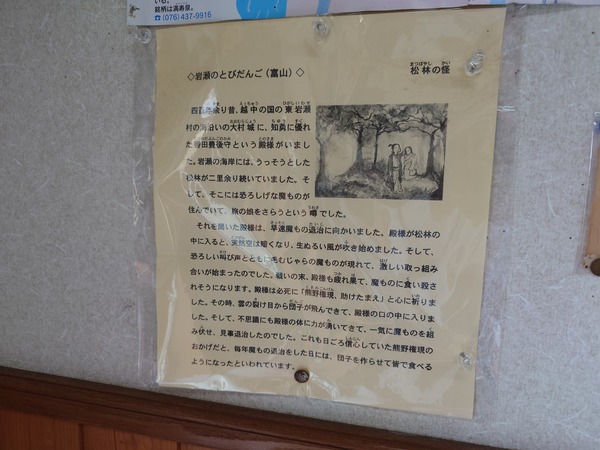 いる。
銘柄は満寿泉。
(076)437-9916
◇岩瀬のとびだんご(富山)◇
松林の怪
まつばやし かい
四百年余り昔、越中の国の東岩瀬
村の海沿いの大村城に、知勇に優れ
た轡田豊後守という殿様がいまし
た。岩瀬の海岸には、うっそうとした
松林が二里余り続いていました。そ
して、そこには恐ろしげな魔ものが
住んでいて、旅の娘をさらうという噂でした。
それを聞いた殿様は、早速魔もの退治に向かいました。殿様が松林の
中に入ると、突然空は暗くなり、生ぬるい風が吹き始めました。そして、
恐ろしい叫び声とともに毛むじゃらの魔ものが現れて、激しい取っ組み
合いが始まったのでした。戦いの末、殿様も疲れ果て、魔ものに食い殺さ
れそうになります。殿様は必死に「熊野権現、助けたまえ」と心に祈りま
した。その時、雲の裂け目から団子が飛んできて、殿様の口の中に入りま
した。そして、不思議にも殿様の体に力が湧いてきて、一気に魔ものを組
み伏せ、見事退治したのでした。これも日ごろ信心していた熊野権現の
おかげだと、毎年魔もの退治をした日には、団子を作らせて皆で食べる
ようになったといわれています。